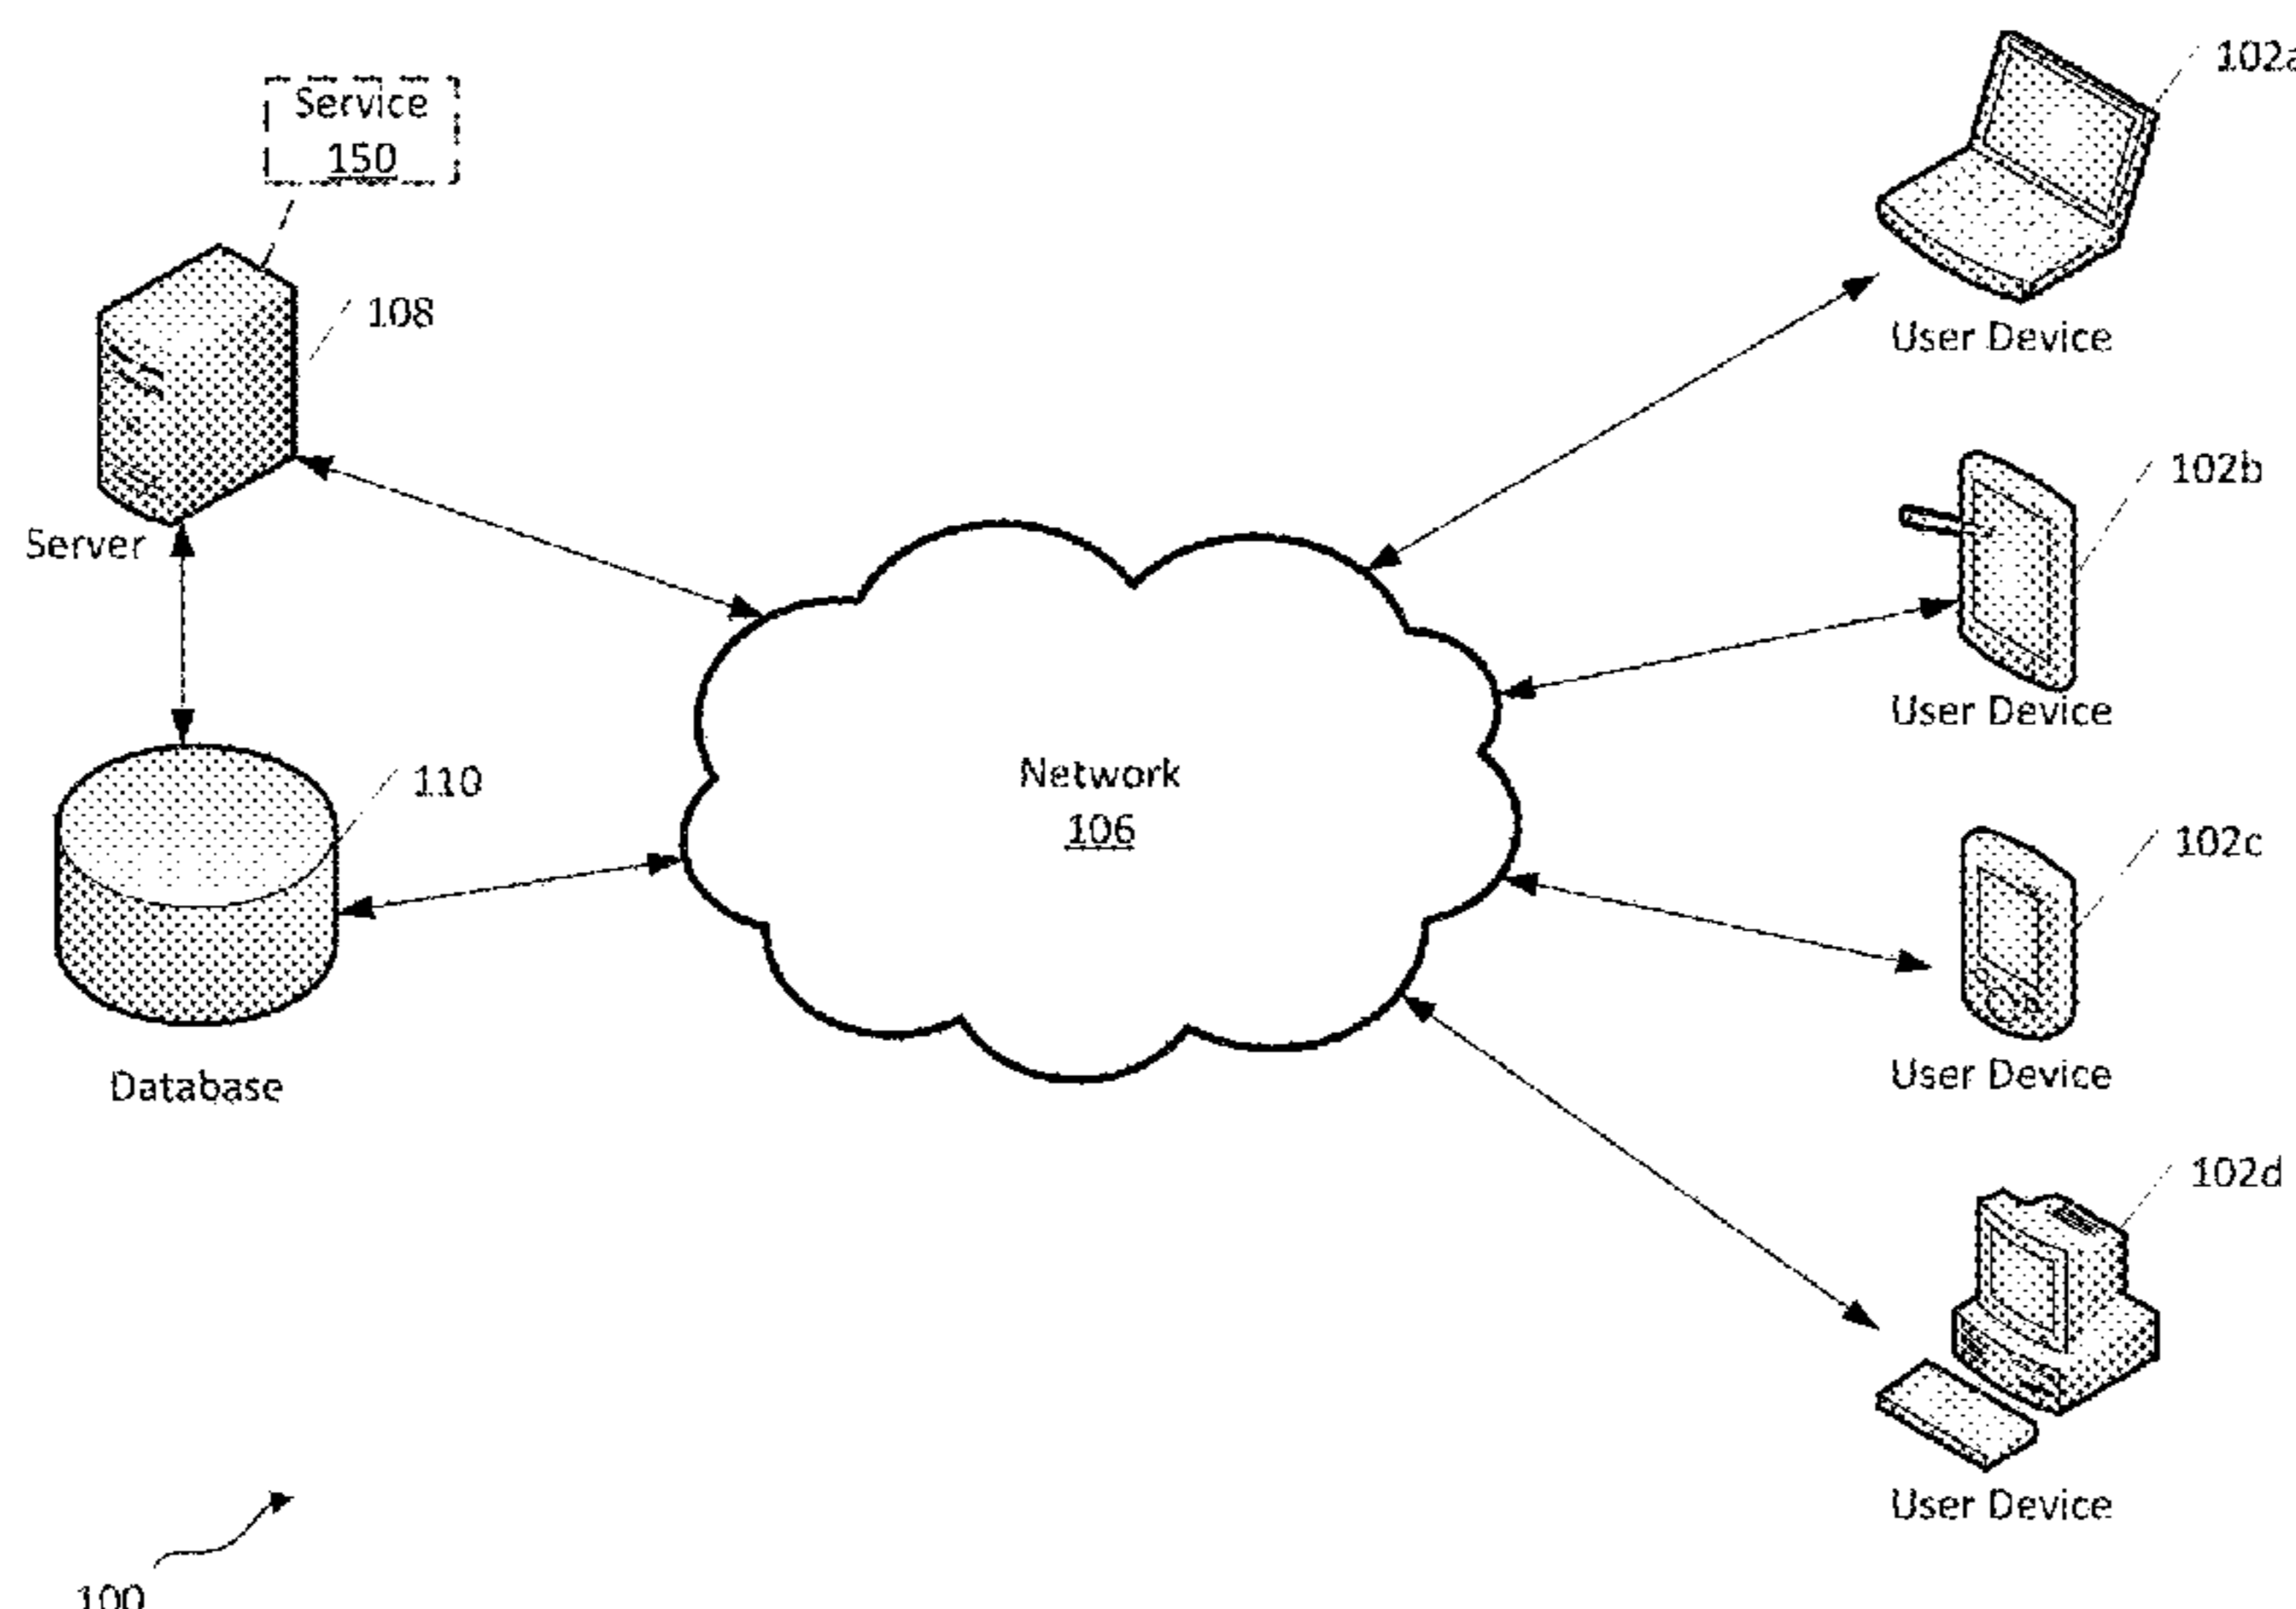 Service
150
102a
108
User Device
102b
Server
User Device
Network
106
110
102c
Database
User Device
102d
User Device
100